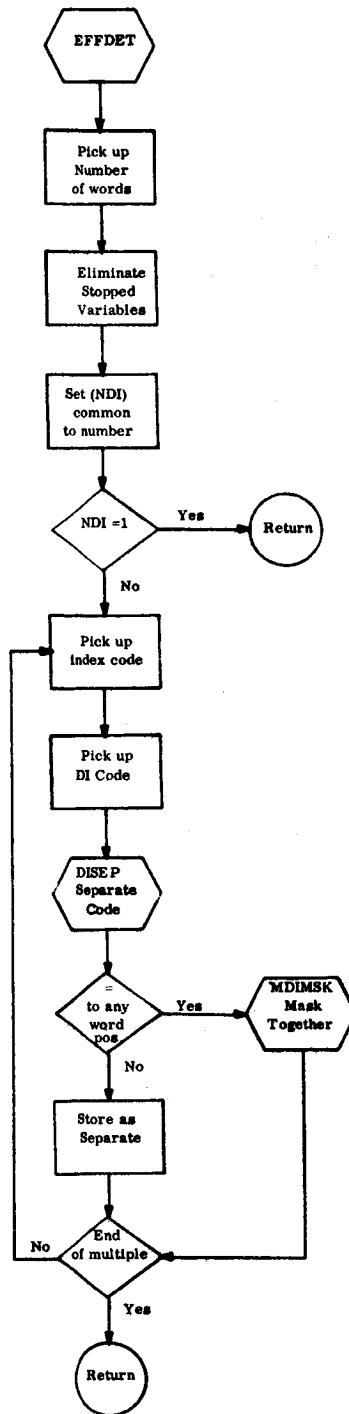 EFFDET
Pick up
Number
of words
Eliminate
Stopped
Variables
Set (NDI)
common
to number
NDI =1
Yes
Return
No
Pick up
index code
Pick up
DI Code
DISEP
Separate
Code
=
to any
word
pos
Yes
MDIMSK
Mask
Together
No
Store as
Separate
End
of multiple
No
Yes
Return